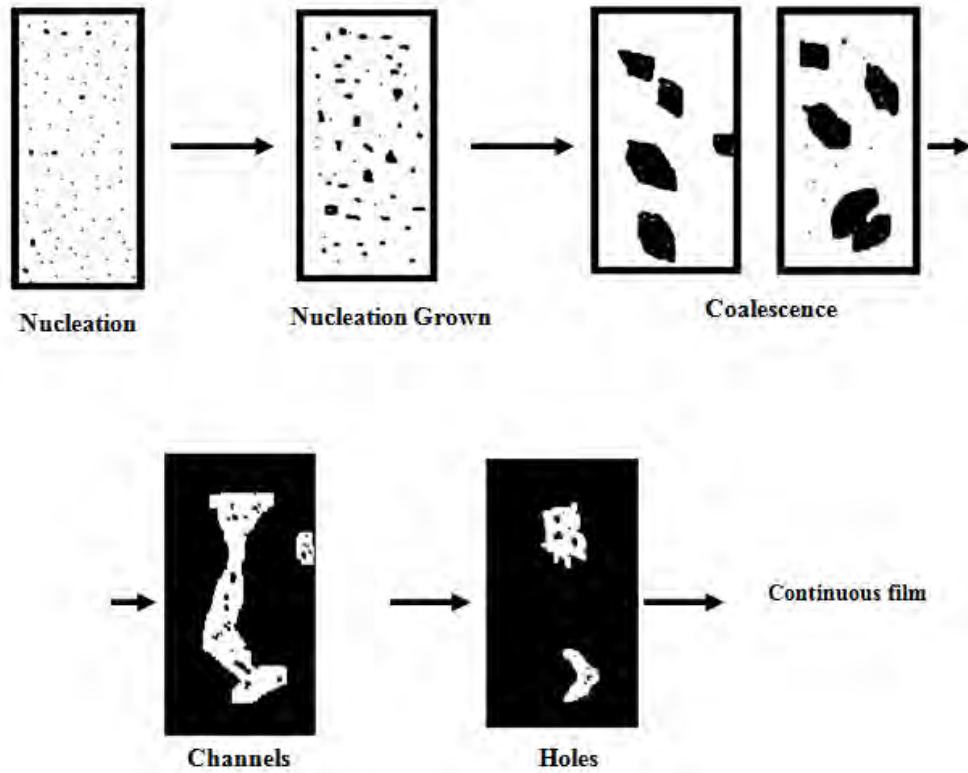 Nucleation
Nucleation Grown
Coalescence
Continuous film
Channels
Holes